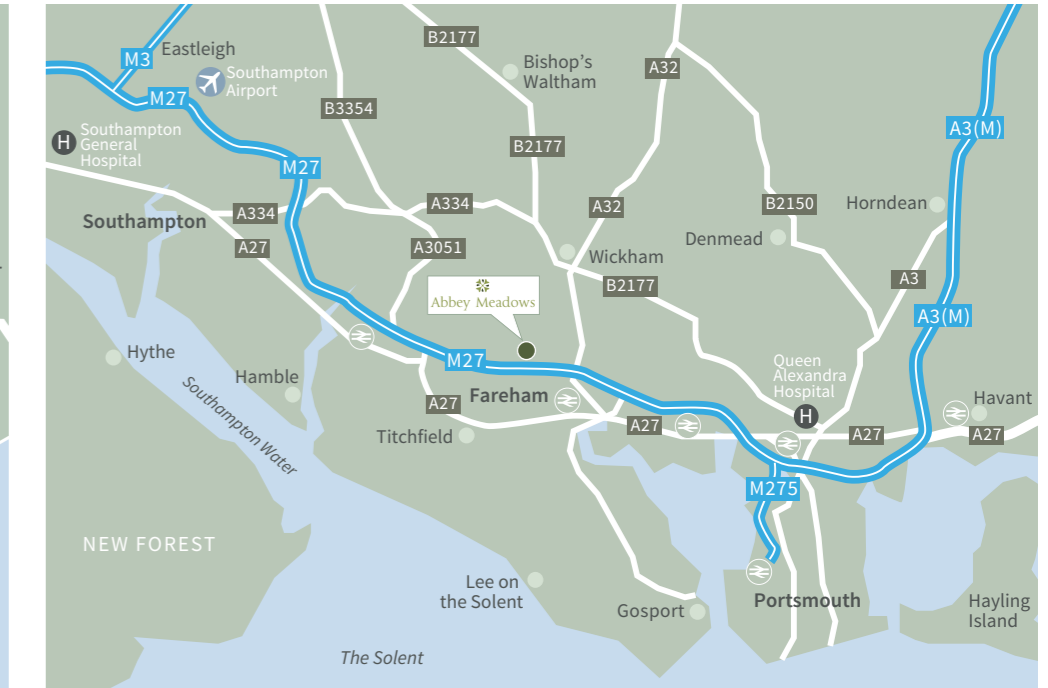 B2177
M3
Eastleigh
Bishop's
Waltham
A32
Southampton
Airport
M27
B3354
H
Southampton
General
Hospital
A3(M)
B2177
M27
A334
A334
A32
B2150
Horndean
Southampton
A27
A3051
Denmead
Wickham
B2177
A3
Abbey Meadows
A3(M)
Hythe
M27
Queen
Alexandra
Hospital
H
Hamble
Southampton Water
A27
Fareham
Havant
Titchfield
A27
A27
A27
M275
NEW FOREST
Lee on
the Solent
Gosport
Portsmouth
Hayling
Island
The Solent